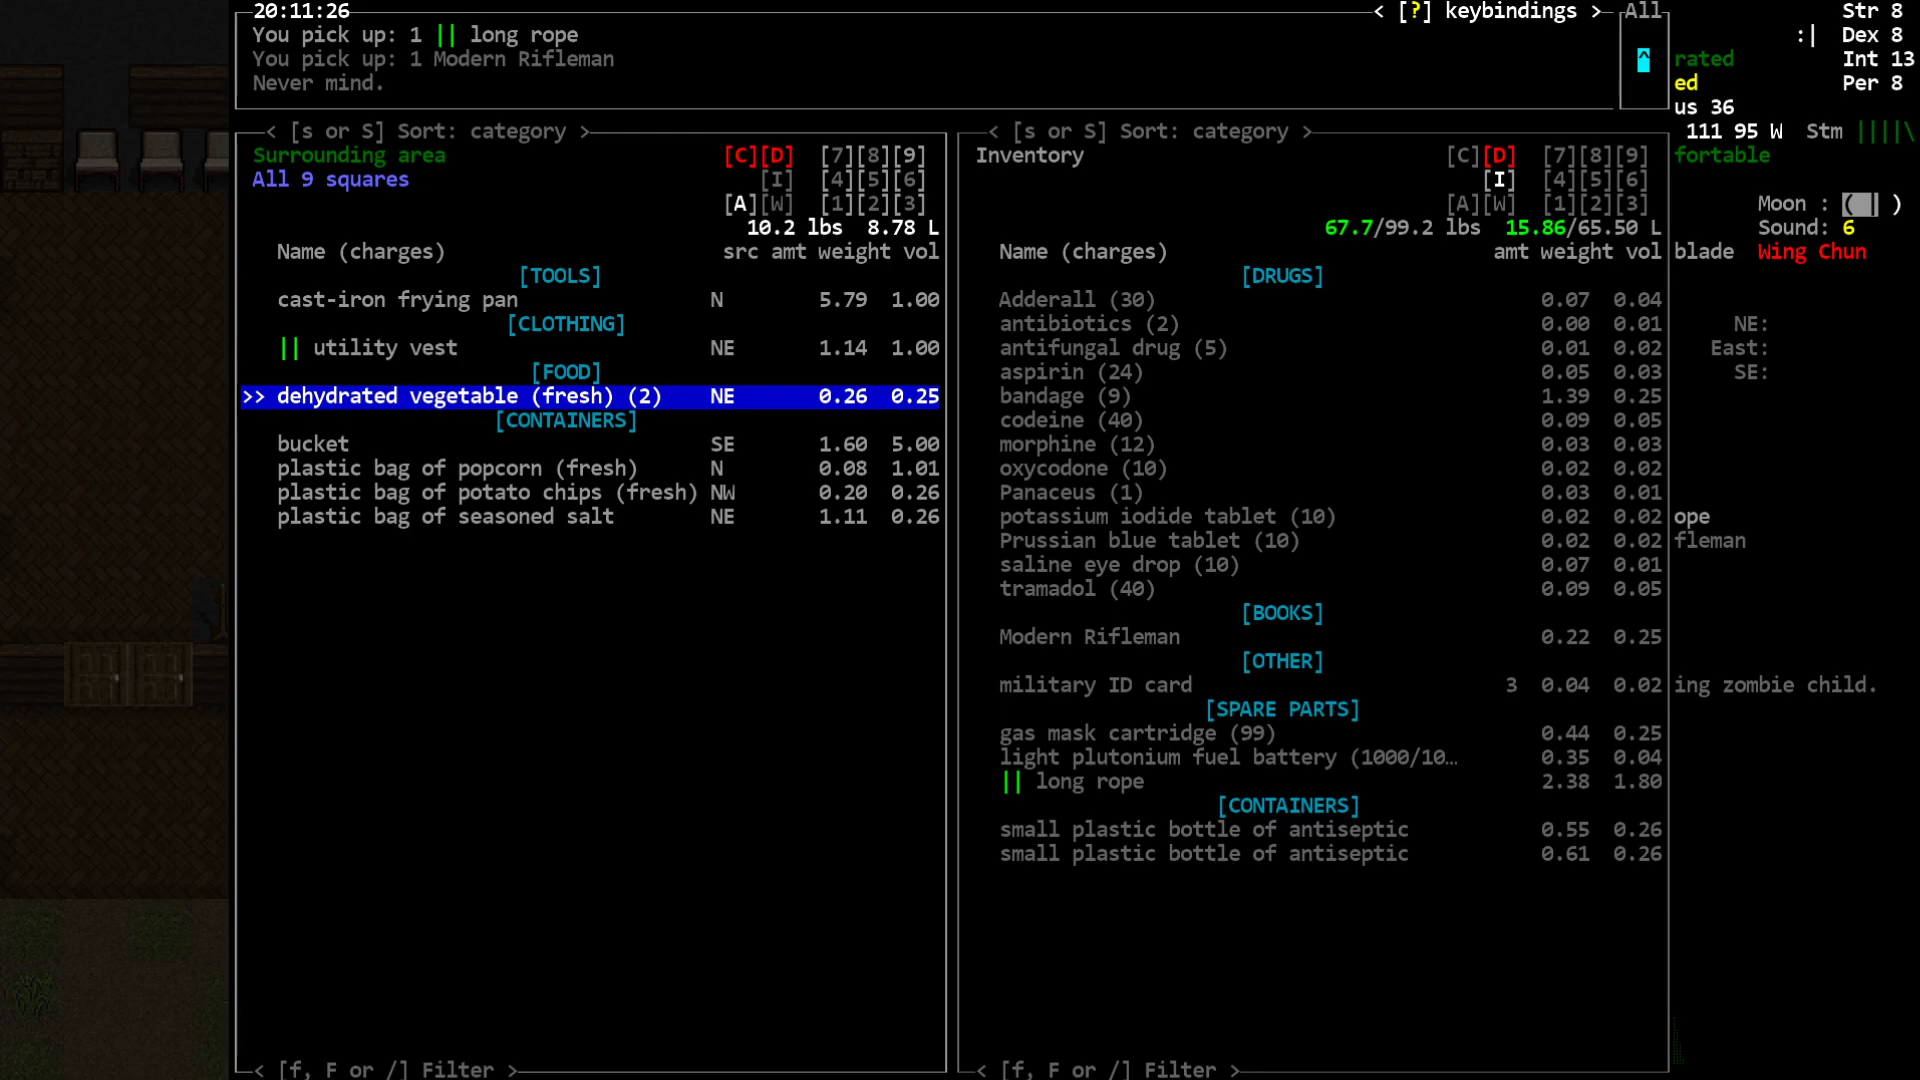 20:11:26
< [?] keybindings >
All
Str 8
You pick up: 1 || long rope
:| Dex 8
You pick up: 1 Modern Rifleman
^
rated
Int 13
Never mind.
ed
Per 8
us 36
< [s or S] Sort: category >
< [s or S] Sort: category >
111 95 W Stm ||||\
Surrounding area [C][D] [7][8][9]
Inventory [C][D] [7][8][9]
fortable
All 9 squares [I] [4][5][6]
[I] [4][5][6]
[A][W] [1][2][3]
[A][W] [1][2][3]
Moon : ( | )
10.2 lbs 8.78 L
67.7/99.2 lbs 15.86/65.50 L
Sound: 6
Name (charges) src amt weight vol
Name (charges) amt weight vol
blade Wing Chun
[TOOLS]
[DRUGS]
cast-iron frying pan N 5.79 1.00
Adderall (30) 0.07 0.04
[CLOTHING]
antibiotics (2) 0.00 0.01
NE:
|| utility vest NE 1.14 1.00
antifungal drug (5) 0.01 0.02
East:
[FOOD]
aspirin (24) 0.05 0.03
SE:
>> dehydrated vegetable (fresh) (2) NE 0.26 0.25
bandage (9) 1.39 0.25
[CONTAINERS]
codeine (40) 0.09 0.05
bucket SE 1.60 5.00
morphine (12) 0.03 0.03
plastic bag of popcorn (fresh) N 0.08 1.01
oxycodone (10) 0.02 0.02
plastic bag of potato chips (fresh) NW 0.20 0.26
Panaceus (1) 0.03 0.01
plastic bag of seasoned salt NE 1.11 0.26
potassium iodide tablet (10) 0.02 0.02
ope
Prussian blue tablet (10) 0.02 0.02
fleman
saline eye drop (10) 0.07 0.01
tramadol (40) 0.09 0.05
[BOOKS]
Modern Rifleman 0.22 0.25
[OTHER]
military ID card 3 0.04 0.02
ing zombie child.
[SPARE PARTS]
gas mask cartridge (99) 0.44 0.25
light plutonium fuel battery (1000/10… 0.35 0.04
|| long rope 2.38 1.80
[CONTAINERS]
small plastic bottle of antiseptic 0.55 0.26
small plastic bottle of antiseptic 0.61 0.26
< [f, F or /] Filter >
< [f, F or /] Filter >